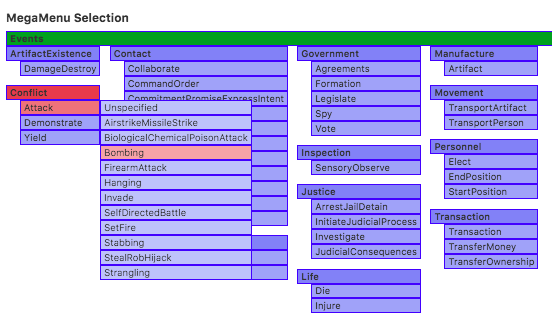 MegaMenu Selection
Events
ArtifactExistence
DamageDestroy
Conflict
Attack
Demonstrate
Yield
Unspecified
AirstrikeMissileStrike
BiologicalChemicalPoisonAttack
Bombing
FirearmAttack
Hanging
Invade
SelfDirectedBattle
SetFire
Stabbing
StealRobHijack
Strangling
Contact
Collaborate
CommandOrder
CommitmentPromiseExpressIntent
Government
Agreements
Formation
Legislate
Spy
Vote
Inspection
SensoryObserve
Justice
ArrestJailDetain
InitiateJudicialProcess
Investigate
JudicialConsequences
Life
Die
Injure
Manufacture
Artifact
Movement
TransportArtifact
TransportPerson
Personnel
Elect
EndPosition
StartPosition
Transaction
Transaction
TransferMoney
TransferOwnership